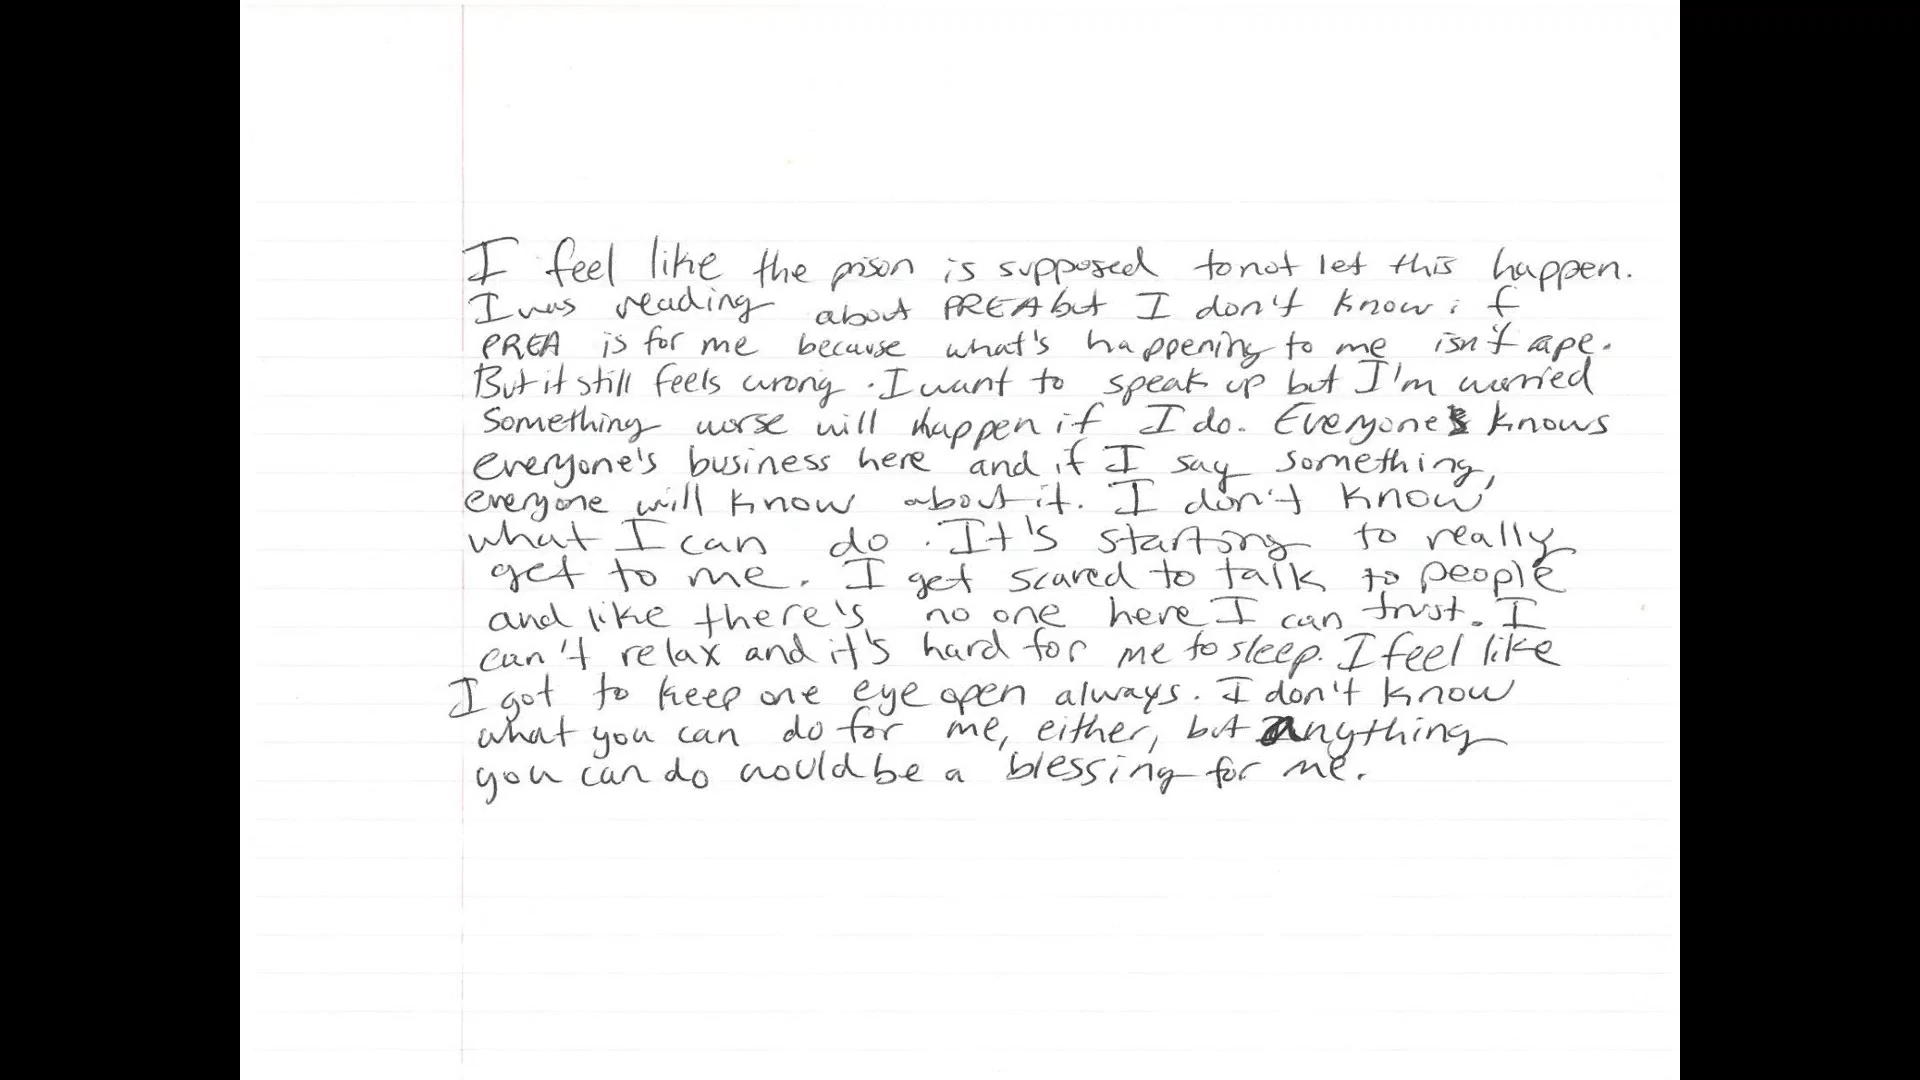 I feel like the prison is supposed to not let this happen.
I was reading about PREA but I don't know if
PREA is for me because what's happening to me isn't rape.
But it still feels wrong. I want to speak up but I'm worried
something worse will happen if I do. Everyone knows
everyone's business here and if I say something,
everyone will know about it. I don't know
what I can do. It's starting to really
get to me. I get scared to talk to people
and like there's no one here I can trust. I
can't relax and it's hard for me to sleep. I feel like
I got to keep one eye open always. I don't know
what you can do for me, either, but anything
you can do would be a blessing for me.